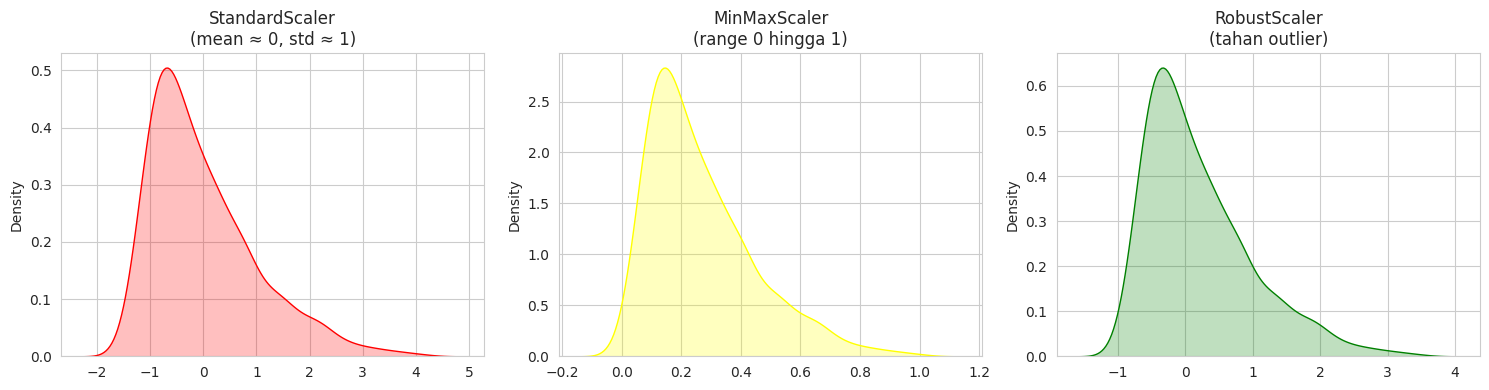 StandardScaler
(mean ≈ 0, std ≈ 1)
Density
0.5
0.4
0.3
0.2
0.1
0.0
−2 −1 0 1 2 3 4 5
MinMaxScaler
(range 0 hingga 1)
Density
2.5
2.0
1.5
1.0
0.5
0.0
−0.2 0.0 0.2 0.4 0.6 0.8 1.0 1.2
RobustScaler
(tahan outlier)
Density
0.6
0.5
0.4
0.3
0.2
0.1
0.0
−1 0 1 2 3 4